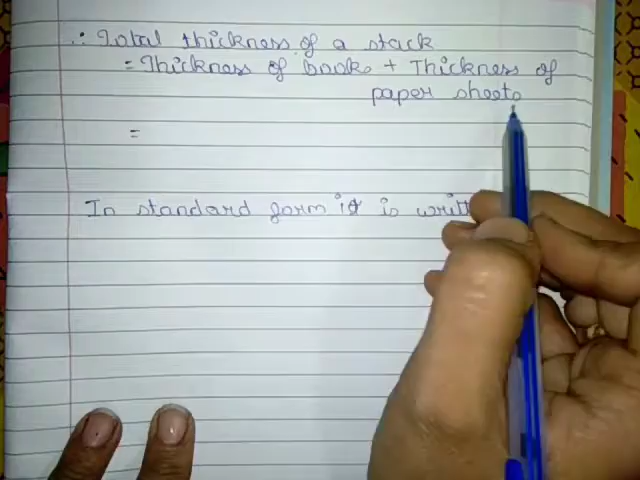 ∴ Total thickness of a stack
= Thickness of books + Thickness of
paper sheets
=
In standard form it is writt